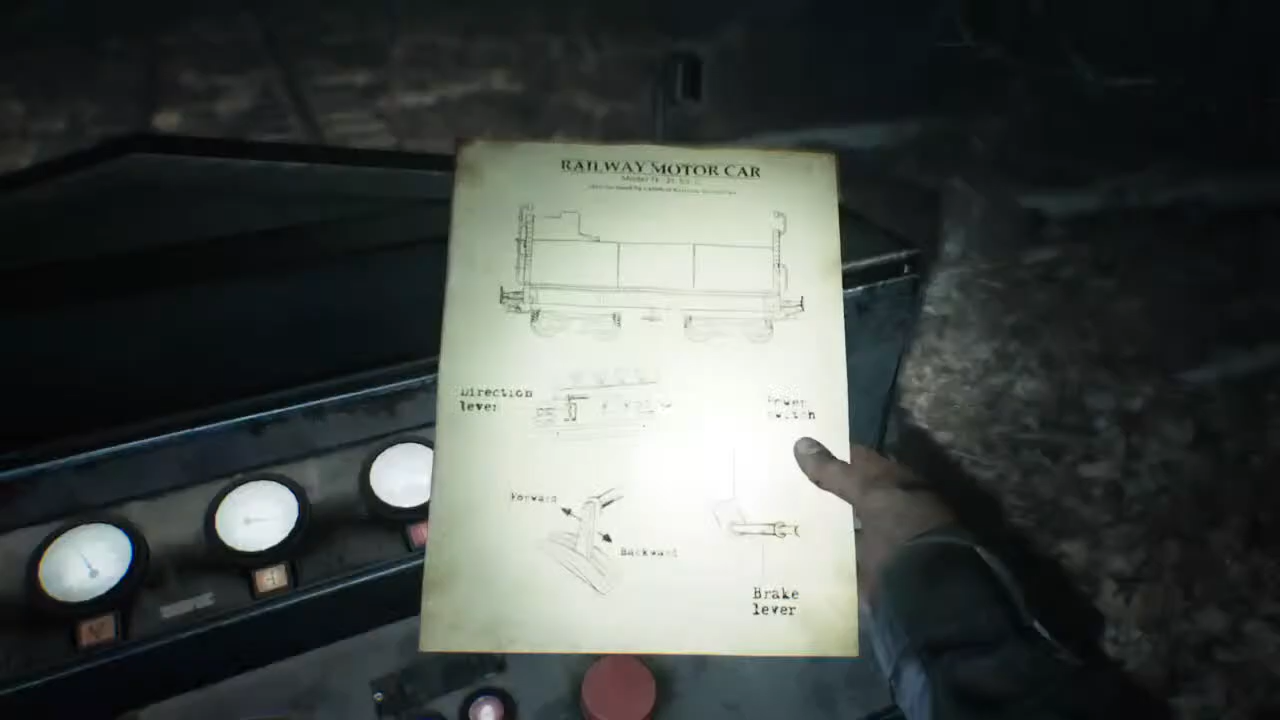 RAILWAY MOTOR CAR
Direction
lever
Power
switch
Forward
Backward
Brake
lever